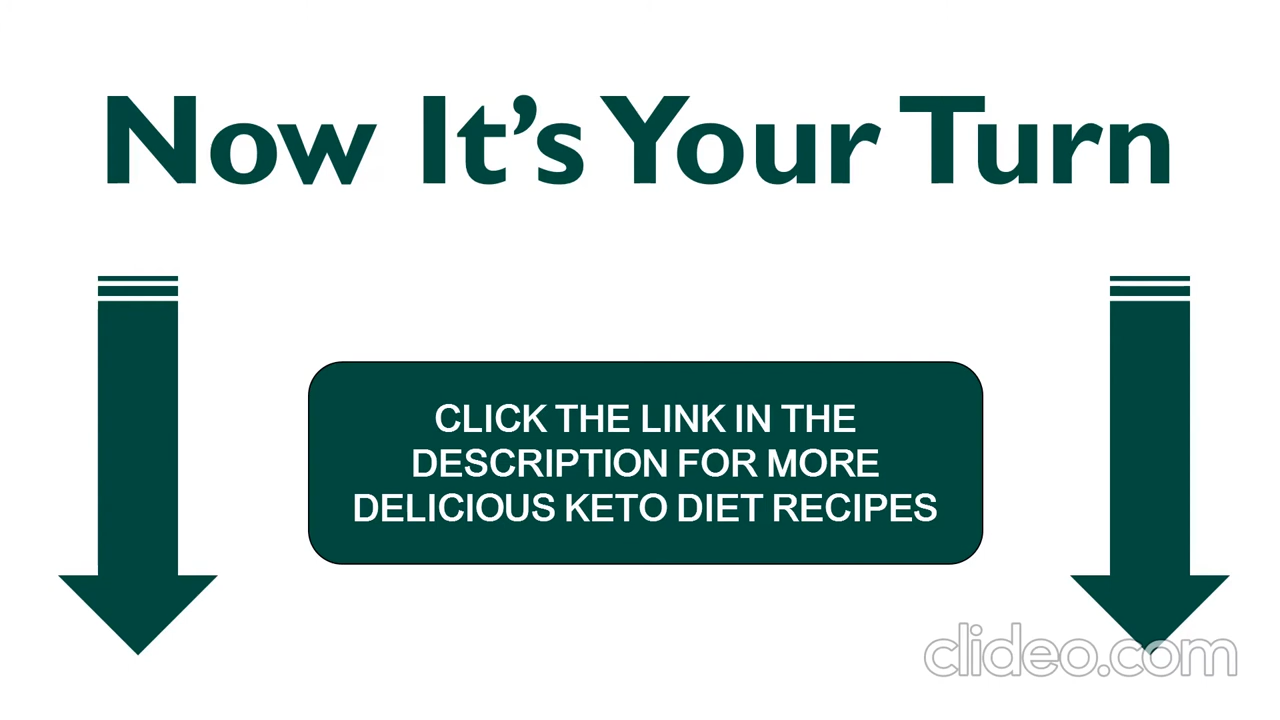 Now It’s Your Turn
CLICK THE LINK IN THE
DESCRIPTION FOR MORE
DELICIOUS KETO DIET RECIPES
clideo.com